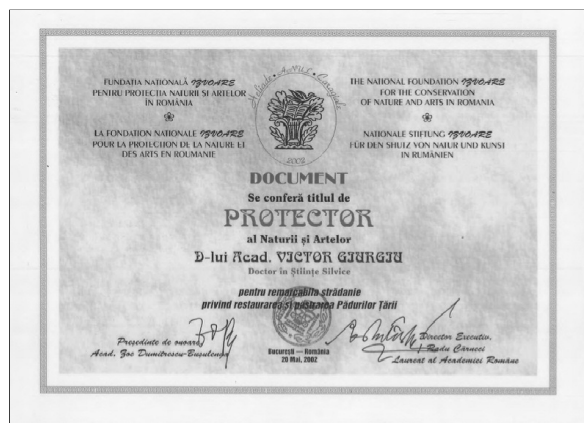 FUNDAȚIA NAȚIONALĂ IZVOARE
PENTRU PROTECȚIA NATURII ȘI ARTELOR
ÎN ROMÂNIA
LA FONDATION NATIONALE IZVOARE
POUR LA PROTECTION DE LA NATURE ET
DES ARTS EN ROUMANIE
THE NATIONAL FOUNDATION IZVOARE
FOR THE CONSERVATION
OF NATURE AND ARTS IN ROMANIA
NATIONALE STIFTUNG IZVOARE
FÜR DEN SHUTZ VON NATUR UND KUNST
IN RUMÄNIEN
2002
DOCUMENT
Se conferă titlul de
PROTECTOR
al Naturii și Artelor
D-lui Acad. VICTOR GIURGIU
Doctor în Științe Silvice
pentru remarcabila strădanie
privind restaurarea și păstrarea Pădurilor Țării
Președinte de onoare
Acad. Zoe Dumitrescu-Bușulenga
București — România
20 Mai, 2002
Director Executiv,
Radu Cârneci
Laureat al Academiei Române